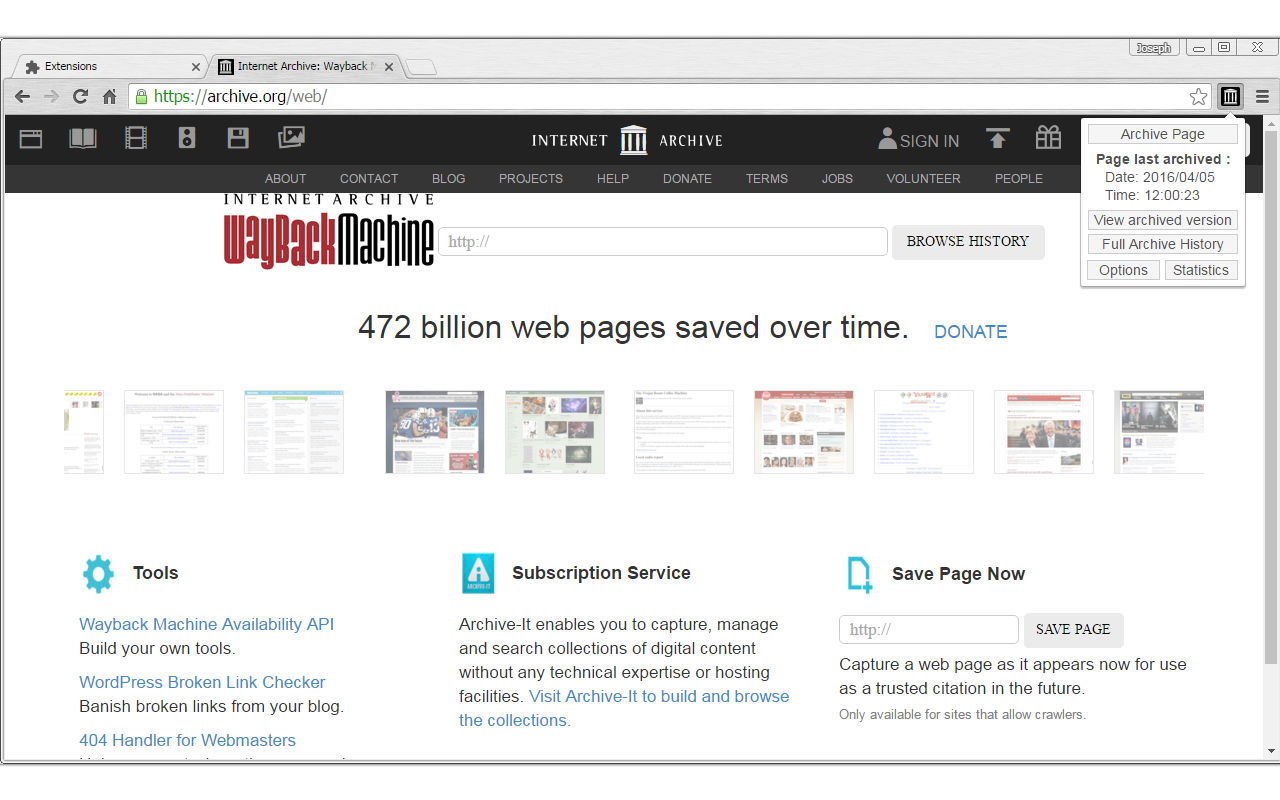 Joseph
Extensions
Internet Archive: Wayback M
https://archive.org/web/
INTERNET ARCHIVE
SIGN IN
Archive Page
Page last archived :
Date: 2016/04/05
Time: 12:00:23
View archived version
Full Archive History
Options Statistics
ABOUT CONTACT BLOG PROJECTS HELP DONATE TERMS JOBS VOLUNTEER PEOPLE
INTERNET ARCHIVE
WayBackMachine
http://
BROWSE HISTORY
472 billion web pages saved over time. DONATE
Tools
Wayback Machine Availability API
Build your own tools.
WordPress Broken Link Checker
Banish broken links from your blog.
404 Handler for Webmasters
ARCHIVE-IT
Subscription Service
Archive-It enables you to capture, manage
and search collections of digital content
without any technical expertise or hosting
facilities. Visit Archive-It to build and browse
the collections.
Save Page Now
http://
SAVE PAGE
Capture a web page as it appears now for use
as a trusted citation in the future.
Only available for sites that allow crawlers.